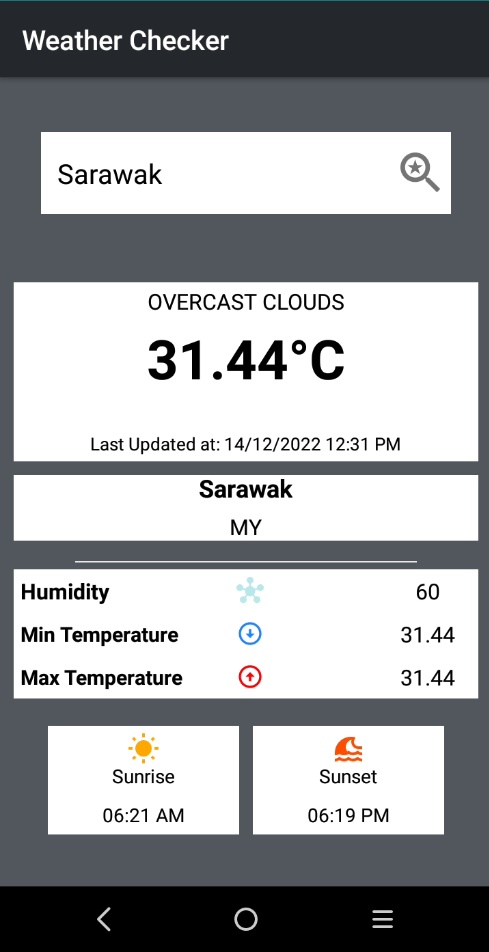 Weather Checker
Sarawak
OVERCAST CLOUDS
31.44°C
Last Updated at: 14/12/2022 12:31 PM
Sarawak
MY
Humidity 60
Min Temperature 31.44
Max Temperature 31.44
Sunrise Sunset
06:21 AM 06:19 PM